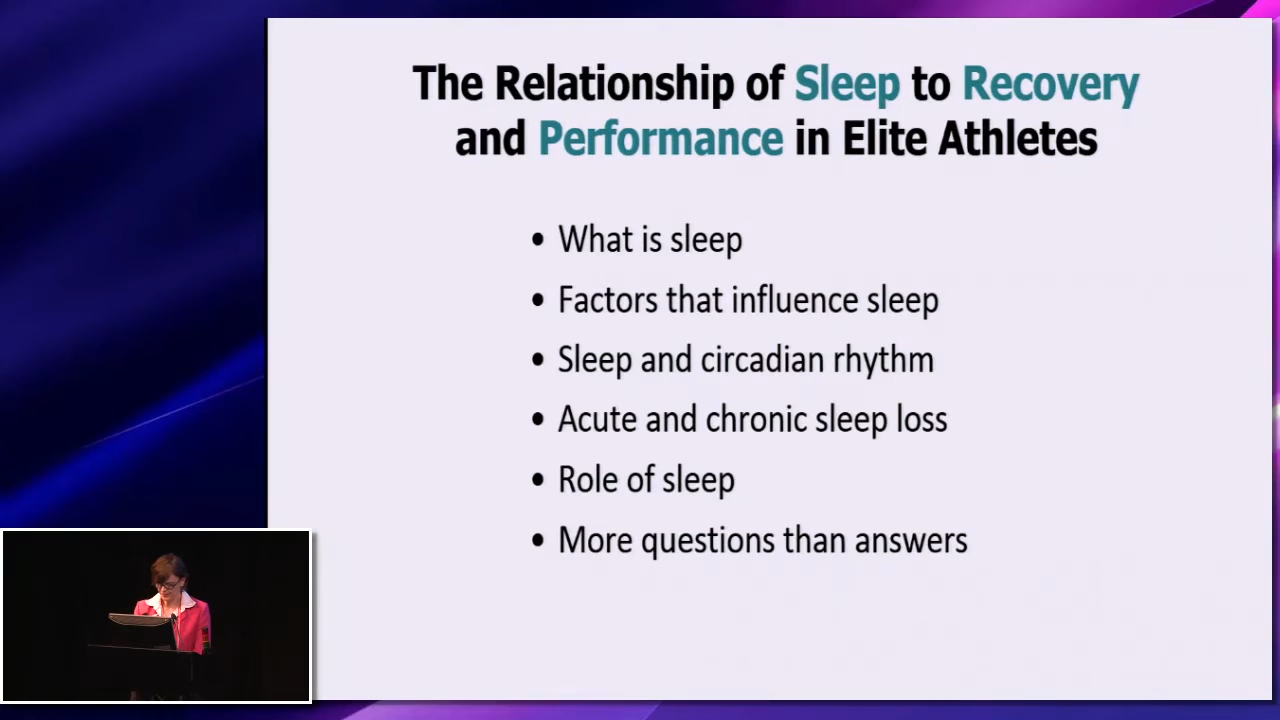 The Relationship of Sleep to Recovery
and Performance in Elite Athletes
• What is sleep
• Factors that influence sleep
• Sleep and circadian rhythm
• Acute and chronic sleep loss
• Role of sleep
• More questions than answers